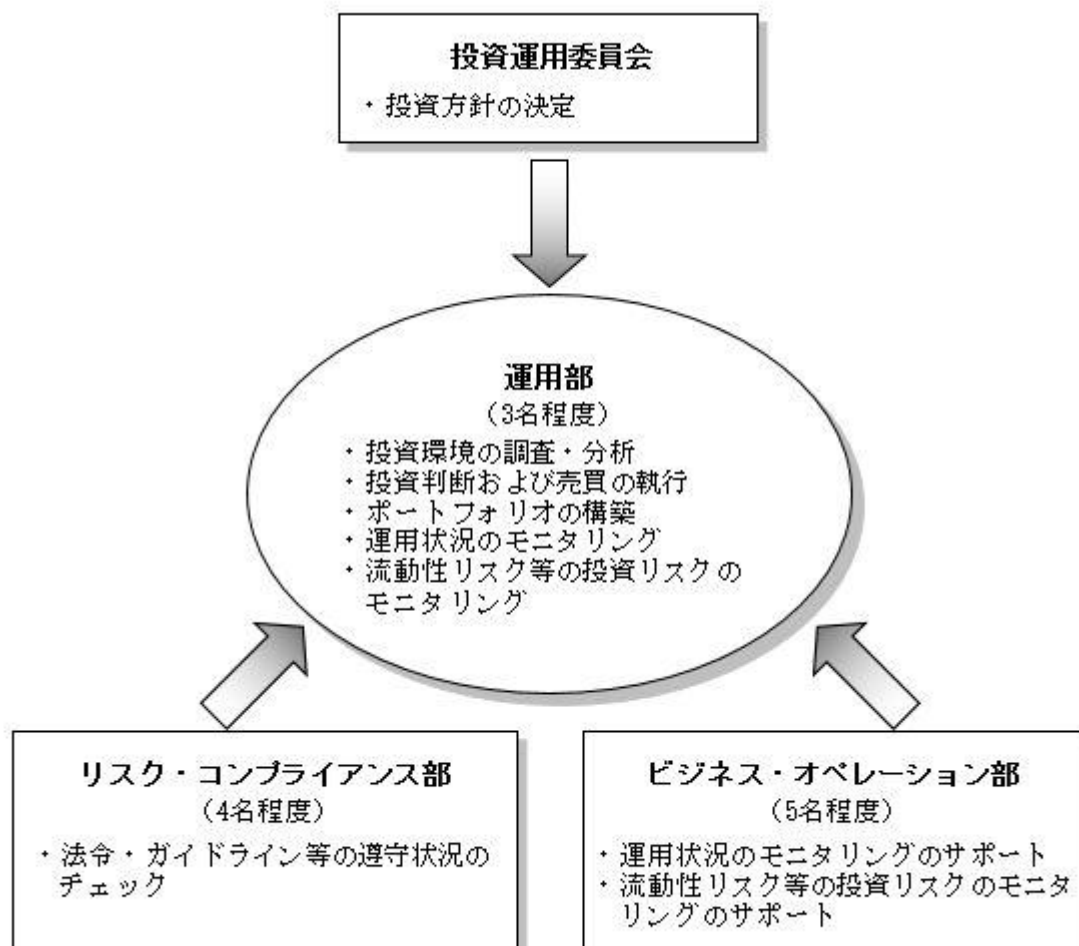 投資運用委員会
・投資方針の決定
運用部
(3名程度)
・投資環境の調査・分析
・投資判断および売買の執行
・ポートフォリオの構築
・運用状況のモニタリング
・流動性リスク等の投資リスクの
モニタリング
リスク・コンプライアンス部
(4名程度)
・法令・ガイドライン等の遵守状況の
チェック
ビジネス・オペレーション部
(5名程度)
・運用状況のモニタリングのサポート
・流動性リスク等の投資リスクのモニタ
リングのサポート